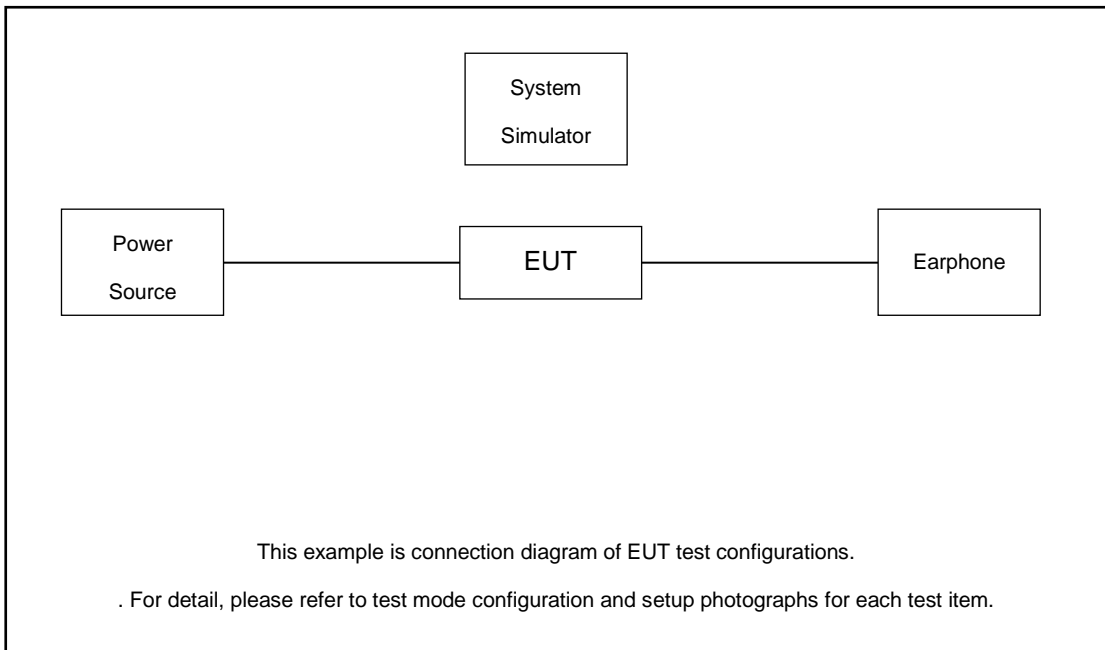 System
Simulator
Power
Source
EUT
Earphone
This example is connection diagram of EUT test configurations.
. For detail, please refer to test mode configuration and setup photographs for each test item.